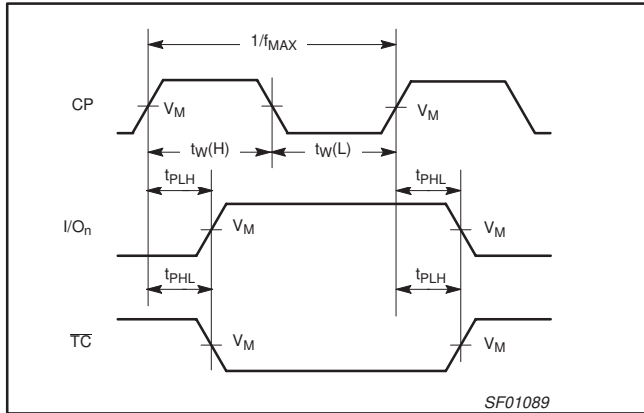 1/fMAX
CP
VM
VM
tW(H)
tW(L)
tPLH
tPHL
I/On
VM
VM
tPHL
tPLH
TC
VM
VM
SF01089